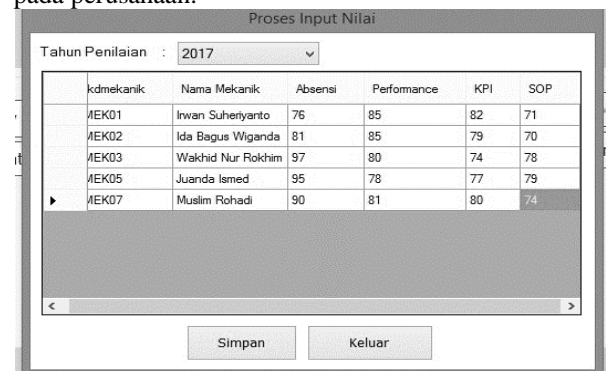 pada perusahaan.
Proses Input Nilai
Tahun Penilaian : 2017
kdmekanik Nama Mekanik Absensi Performance KPI SOP
MEK01 Irwan Suheriyanto 76 85 82 71
MEK02 Ida Bagus Wiganda 81 85 79 70
MEK03 Wakhid Nur Rokhim 97 80 74 78
MEK05 Juanda Ismed 95 78 77 79
MEK07 Muslim Rohadi 90 81 80 74
Simpan Keluar